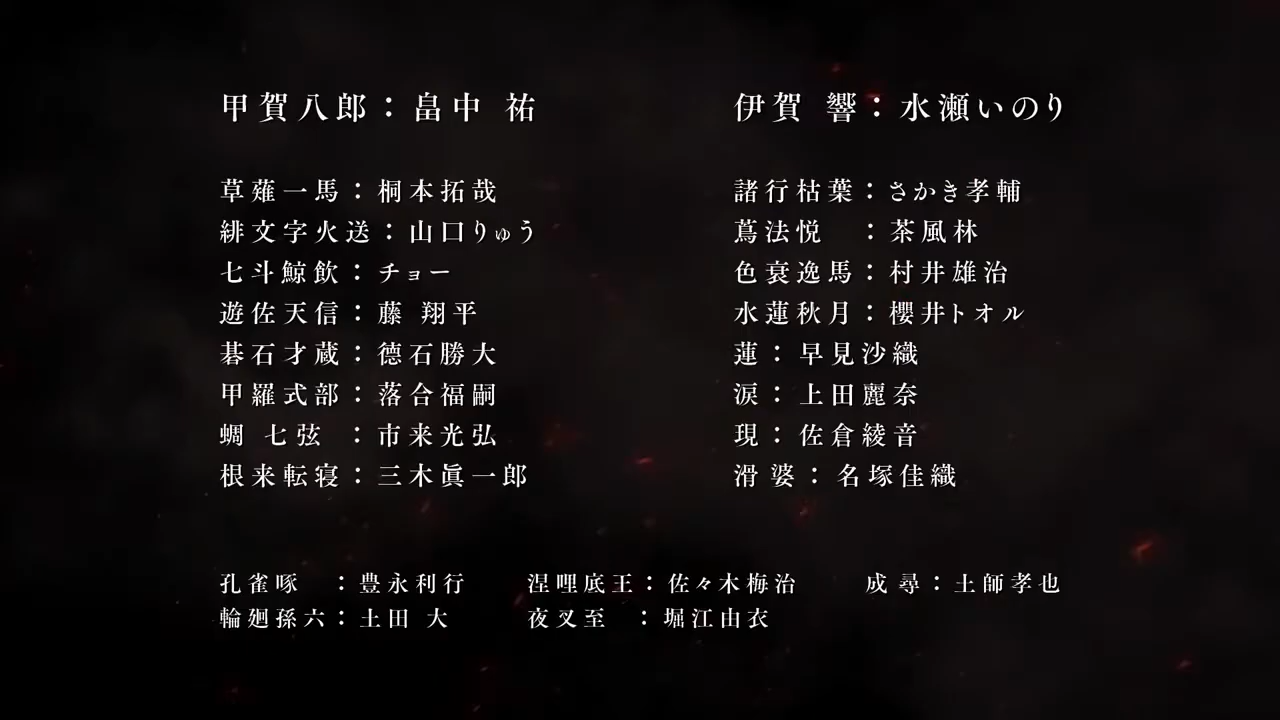 甲賀八郎：畠中 祐
伊賀 響：水瀬いのり
草薙一馬：桐本拓哉
緋文字火送：山口りゅう
七斗鯨飲：チョー
遊佐天信：藤 翔平
碁石才蔵：德石勝大
甲羅式部：落合福嗣
蜩 七弦 ：市来光弘
根来転寝：三木眞一郎
諸行枯葉：さかき孝輔
蔦法悦 ：茶風林
色衰逸馬：村井雄治
水蓮秋月：櫻井トオル
蓮：早見沙織
涙：上田麗奈
現：佐倉綾音
滑婆：名塚佳織
孔雀啄 ：豊永利行 涅哩底王：佐々木梅治 成尋：土師孝也
輪廻孫六：土田 大 夜叉至 ：堀江由衣